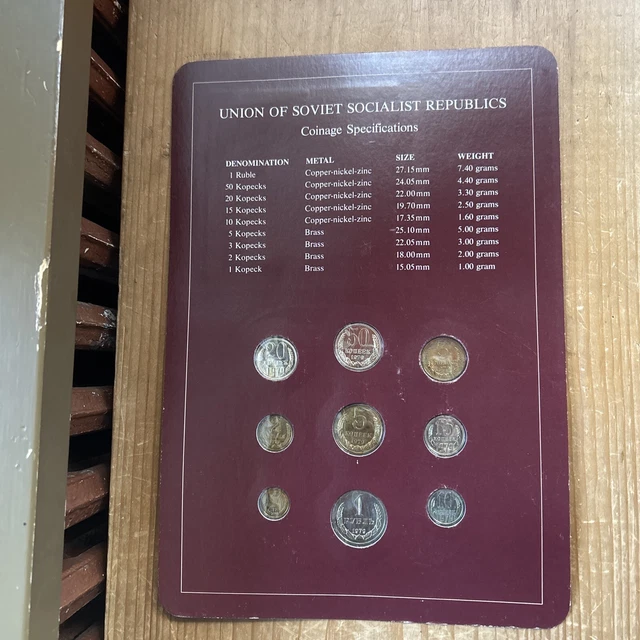 UNION OF SOVIET SOCIALIST REPUBLICS
Coinage Specifications
DENOMINATION METAL SIZE WEIGHT
1 Ruble Copper-nickel-zinc 27.15mm 7.40 grams
50 Kopecks Copper-nickel-zinc 24.05mm 4.40 grams
20 Kopecks Copper-nickel-zinc 22.00mm 3.30 grams
15 Kopecks Copper-nickel-zinc 19.70mm 2.50 grams
10 Kopecks Copper-nickel-zinc 17.35mm 1.60 grams
5 Kopecks Brass 25.10mm 5.00 grams
3 Kopecks Brass 22.05mm 3.00 grams
2 Kopecks Brass 18.00mm 2.00 grams
1 Kopeck Brass 15.05mm 1.00 gram
20
50
КОПЕЕК
5
КОПЕЕК
15
1
РУБЛЬ